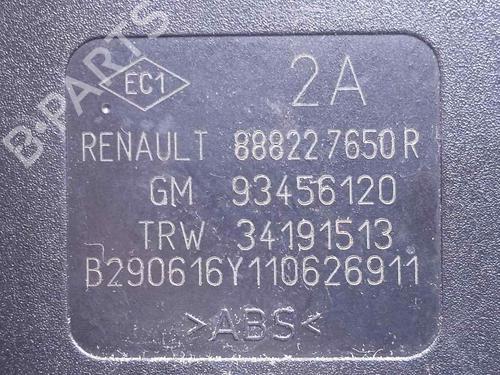 B-PARTS
EC1
2A
RENAULT 888227650R
GM 93456120
TRW 34191513
B290616Y110626911
>ABS<